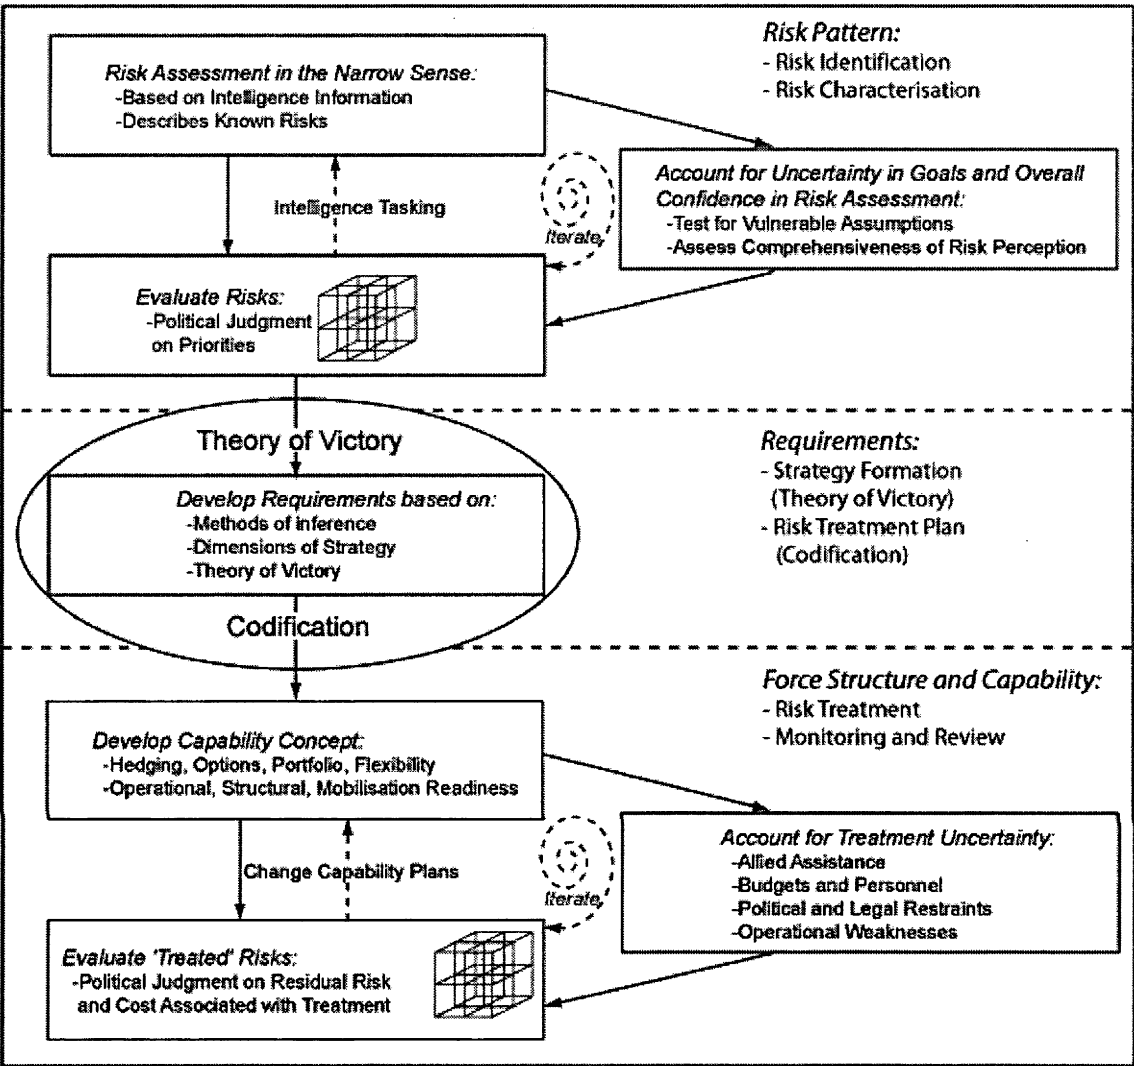 Risk Pattern:
- Risk Identification
- Risk Characterisation
Risk Assessment in the Narrow Sense:
-Based on Intelligence Information
-Describes Known Risks
Account for Uncertainty in Goals and Overall
Confidence in Risk Assessment:
-Test for Vulnerable Assumptions
-Assess Comprehensiveness of Risk Perception
Intelligence Tasking
Iterate
Evaluate Risks:
-Political Judgment
on Priorities
Theory of Victory
Develop Requirements based on:
-Methods of Inference
-Dimensions of Strategy
-Theory of Victory
Codification
Requirements:
- Strategy Formation
(Theory of Victory)
- Risk Treatment Plan
(Codification)
Force Structure and Capability:
- Risk Treatment
- Monitoring and Review
Develop Capability Concept:
-Hedging, Options, Portfolio, Flexibility
-Operational, Structural, Mobilisation Readiness
Account for Treatment Uncertainty:
-Allied Assistance
-Budgets and Personnel
-Political and Legal Restraints
-Operational Weaknesses
Change Capability Plans
Iterate
Evaluate 'Treated' Risks:
-Political Judgment on Residual Risk
and Cost Associated with Treatment